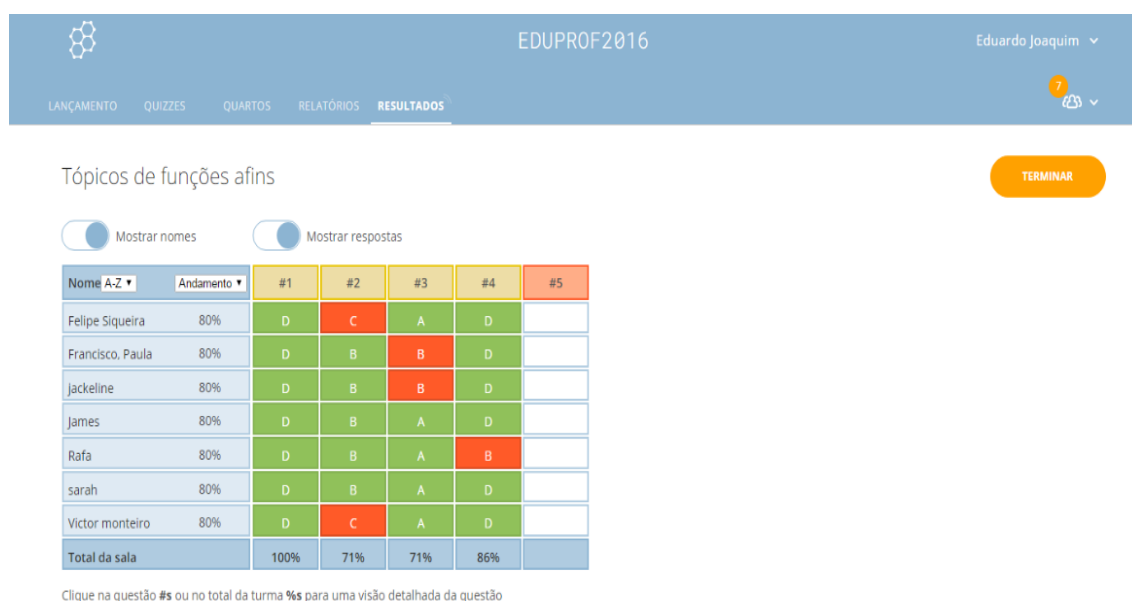 EDUPROF2016
Eduardo Joaquim
7
LANÇAMENTO QUIZZES QUARTOS RELATÓRIOS RESULTADOS
Tópicos de funções afins
TERMINAR
Mostrar nomes Mostrar respostas
Nome A-Z Andamento #1 #2 #3 #4 #5
Felipe Siqueira 80% D C A D
Francisco, Paula 80% D B B D
jackeline 80% D B B D
James 80% D B A D
Rafa 80% D B A B
sarah 80% D B A D
Victor monteiro 80% D C A D
Total da sala 100% 71% 71% 86%
Clique na questão #s ou no total da turma %s para uma visão detalhada da questão